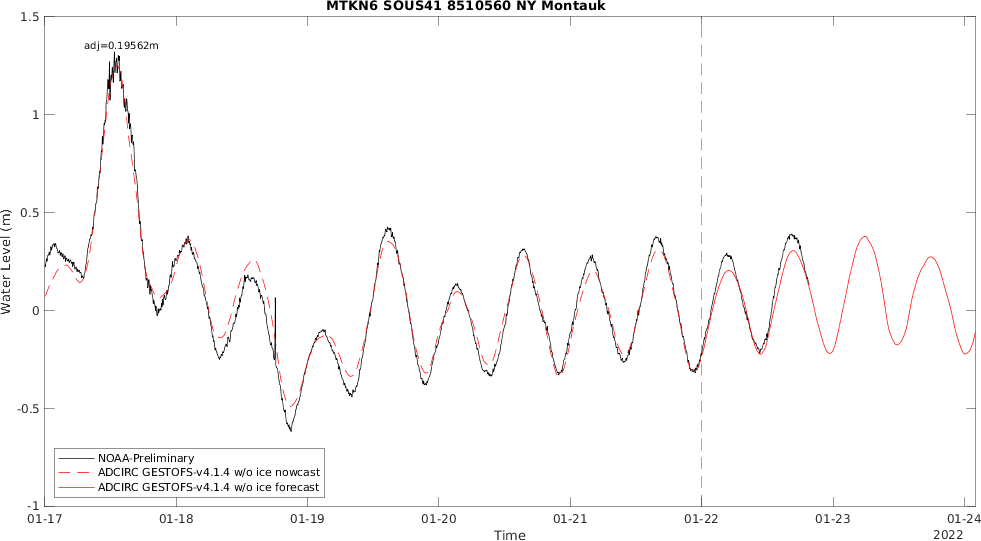 MTKN6 SOUS41 8510560 NY Montauk
adj=0.19562m
1.5
1
0.5
0
-0.5
-1
Water Level (m)
NOAA-Preliminary
ADCIRC GESTOFS-v4.1.4 w/o ice nowcast
ADCIRC GESTOFS-v4.1.4 w/o ice forecast
01-17 01-18 01-19 01-20 01-21 01-22 01-23 01-24
Time
2022